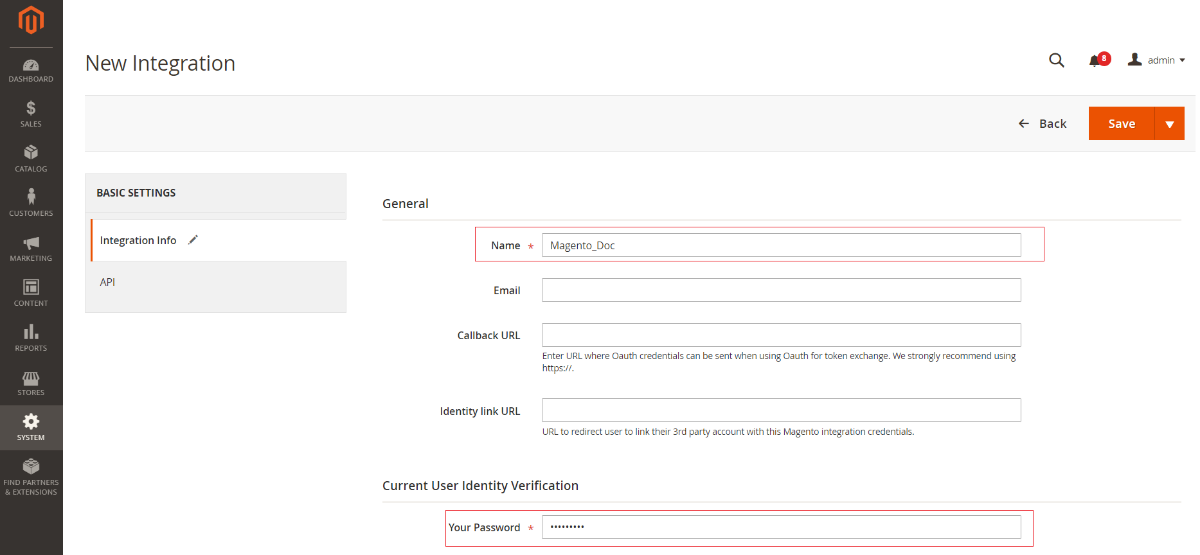 New Integration
8
admin
Back
Save
DASHBOARD
SALES
CATALOG
CUSTOMERS
MARKETING
CONTENT
REPORTS
STORES
SYSTEM
FIND PARTNERS
& EXTENSIONS
BASIC SETTINGS
Integration Info
API
General
Name * Magento_Doc
Email
Callback URL
Enter URL where Oauth credentials can be sent when using Oauth for token exchange. We strongly recommend using
https://.
Identity link URL
URL to redirect user to link their 3rd party account with this Magento integration credentials.
Current User Identity Verification
Your Password * •••••••••